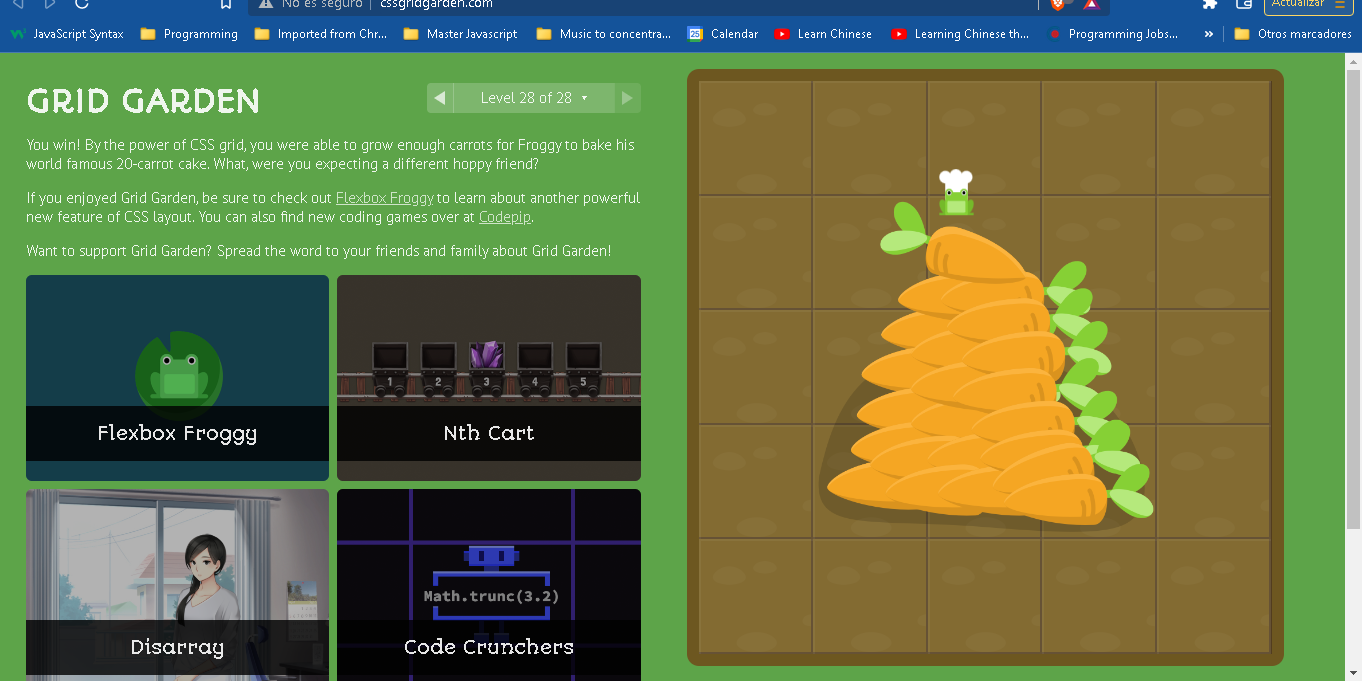 No es seguro cssgridgarden.com Actualizar
JavaScript Syntax Programming Imported from Chr... Master Javascript Music to concentra... 25 Calendar Learn Chinese Learning Chinese th... Programming Jobs... » Otros marcadores
GRID GARDEN
Level 28 of 28
You win! By the power of CSS grid, you were able to grow enough carrots for Froggy to bake his
world famous 20-carrot cake. What, were you expecting a different hoppy friend?
If you enjoyed Grid Garden, be sure to check out Flexbox Froggy to learn about another powerful
new feature of CSS layout. You can also find new coding games over at Codepip.
Want to support Grid Garden? Spread the word to your friends and family about Grid Garden!
1 2 3 4 5
Flexbox Froggy
Nth Cart
Math.trunc(3.2)
Disarray
Code Crunchers